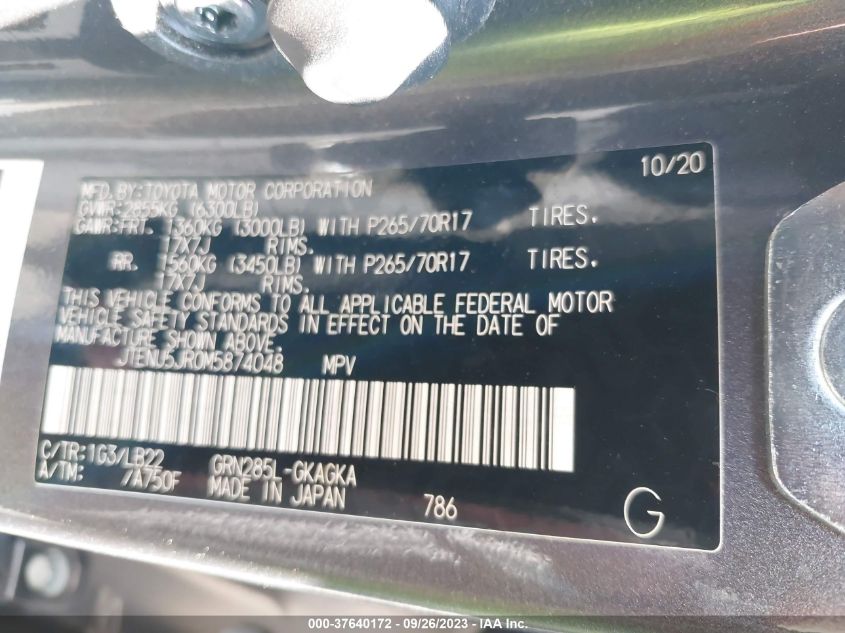 10/20
MFD.BY:TOYOTA MOTOR CORPORATION
GVWR:2855KG (6300LB)
GAWR:FRT. 1360KG (3000LB) WITH P265/70R17 TIRES.
17X7J RIMS.
RR. 1560KG (3450LB) WITH P265/70R17 TIRES.
17X7J RIMS.
THIS VEHICLE CONFORMS TO ALL APPLICABLE FEDERAL MOTOR
VEHICLE SAFETY STANDARDS IN EFFECT ON THE DATE OF
MANUFACTURE SHOWN ABOVE.
JTENU5JR0M5874048 MPV
C/TR:1G3/LB22 GRN285L-GKAGKA
A/TM: /A750F MADE IN JAPAN 786
G
000-37640172 - 09/26/2023 - IAA Inc.